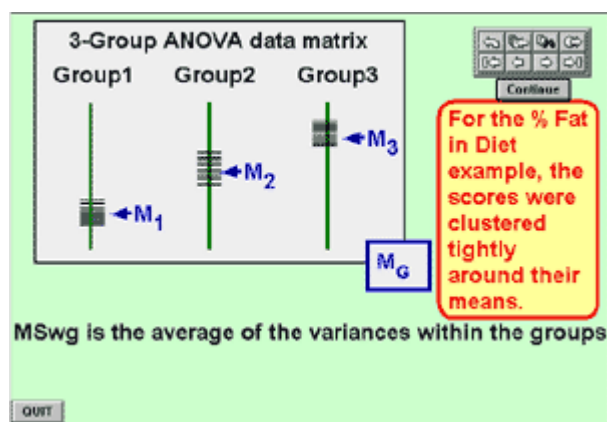 3-Group ANOVA data matrix
Group1 Group2 Group3
M1
M2
M3
MG
Continue
For the % Fat
in Diet
example, the
scores were
clustered
tightly
around their
means.
MSwg is the average of the variances within the groups
QUIT